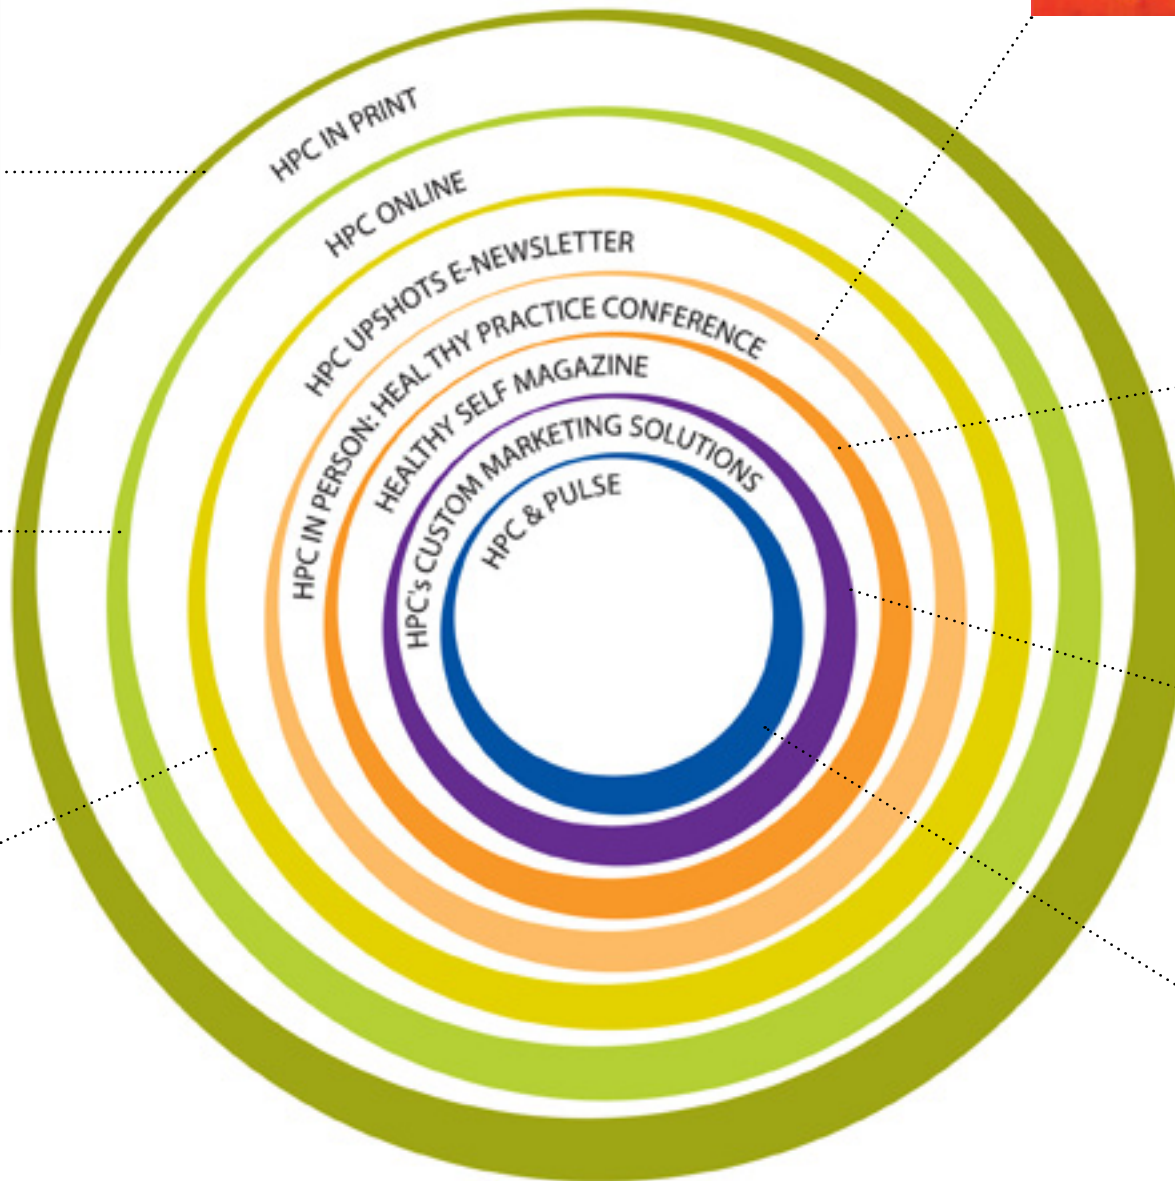 HPC IN PRINT
HPC ONLINE
HPC UPSHOTS E-NEWSLETTER
HPC IN PERSON: HEAL THY PRACTICE CONFERENCE
HEALTHY SELF MAGAZINE
HPC's CUSTOM MARKETING SOLUTIONS
HPC & PULSE